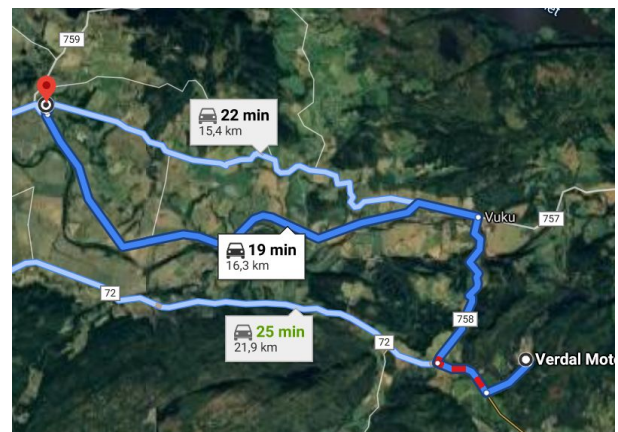 759
22 min
15,4 km
Vuku
757
19 min
16,3 km
72
758
25 min
21,9 km
72
Verdal Mot